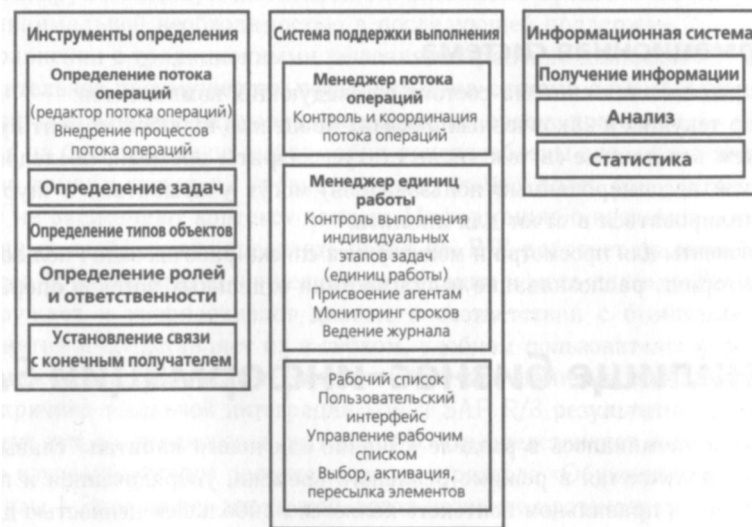 Инструменты определения
Определение потока
операций
(редактор потока операций)
Внедрение процессов
потока операций
Определение задач
Определение типов объектов
Определение ролей
и ответственности
Установление связи
с конечным пользователем
Система поддержки выполнения
Менеджер потока
операций
Контроль и координация
потока операций
Менеджер единиц
работы
Контроль выполнения
индивидуальных
этапов задач
(единиц работы)
Присвоение агентам
Мониторинг сроков
Ведение журнала
Рабочий список
Пользовательский
интерфейс
Управление рабочим
списком
Выбор, активация,
пересылка элементов
Информационная система
Получение информации
Анализ
Статистика